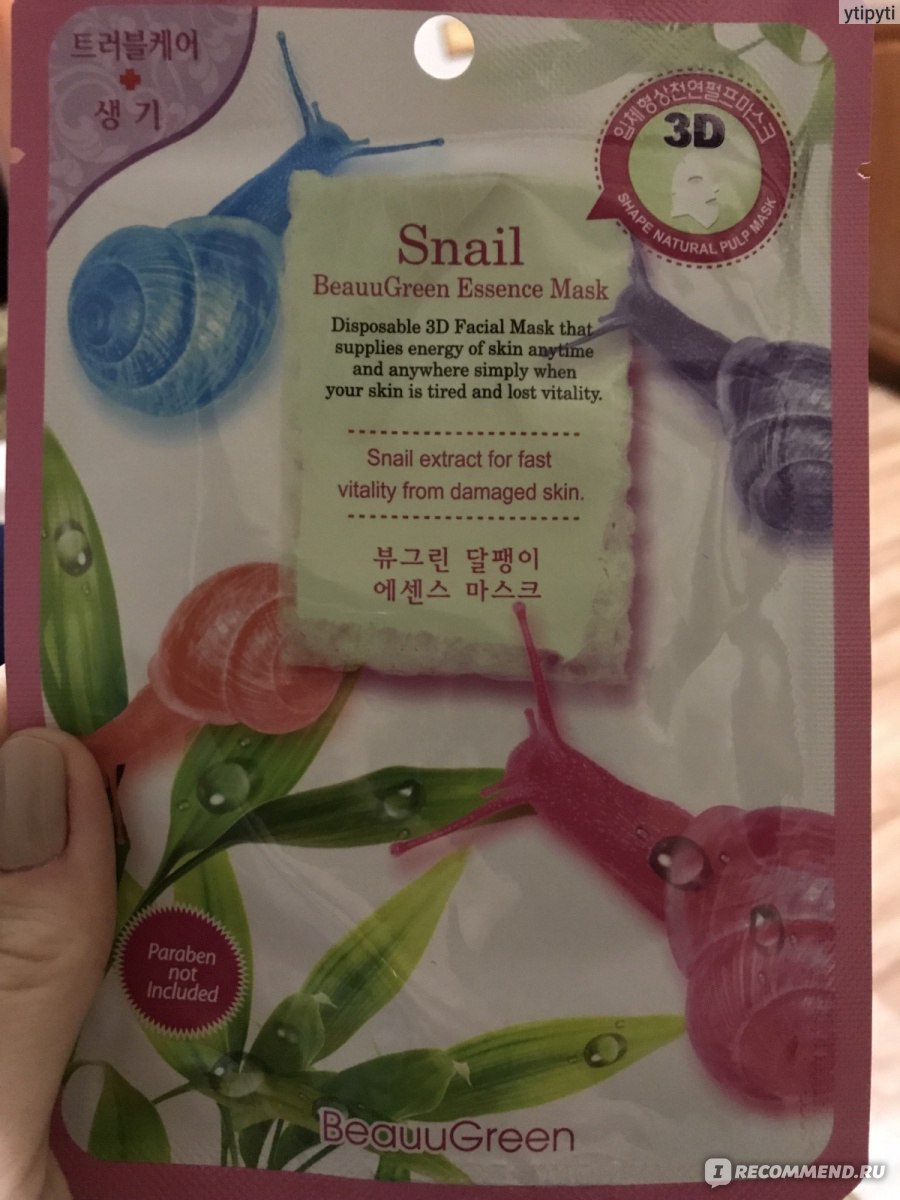 ytipyti
트러블케어
생기
입체형상천연펄프마스크
3D
SHAPE NATURAL PULP MASK
Snail
BeauuGreen Essence Mask
Disposable 3D Facial Mask that
supplies energy of skin anytime
and anywhere simply when
your skin is tired and lost vitality.
Snail extract for fast
vitality from damaged skin.
뷰그린 달팽이
에센스 마스크
Paraben
not
Included
BeauuGreen
I RECOMMEND.RU